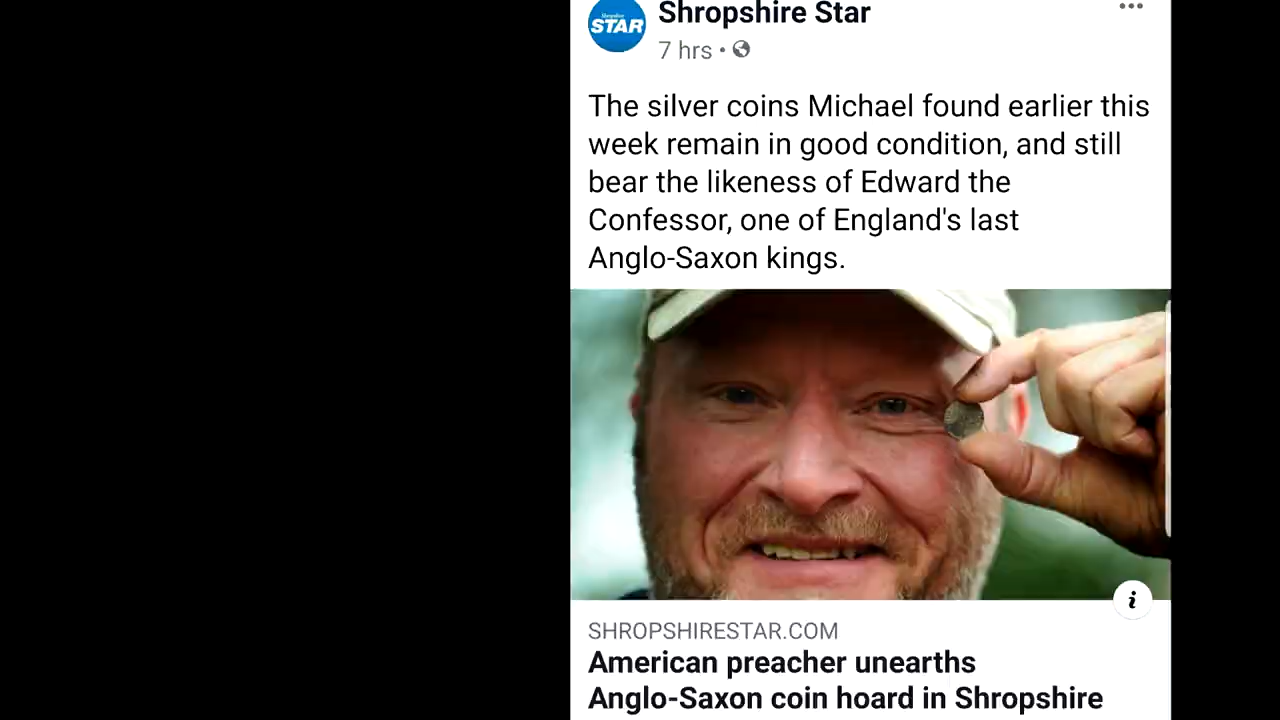 Shropshire Star
Shropshire
STAR
7 hrs •
The silver coins Michael found earlier this
week remain in good condition, and still
bear the likeness of Edward the
Confessor, one of England's last
Anglo-Saxon kings.
i
SHROPSHIRESTAR.COM
American preacher unearths
Anglo-Saxon coin hoard in Shropshire